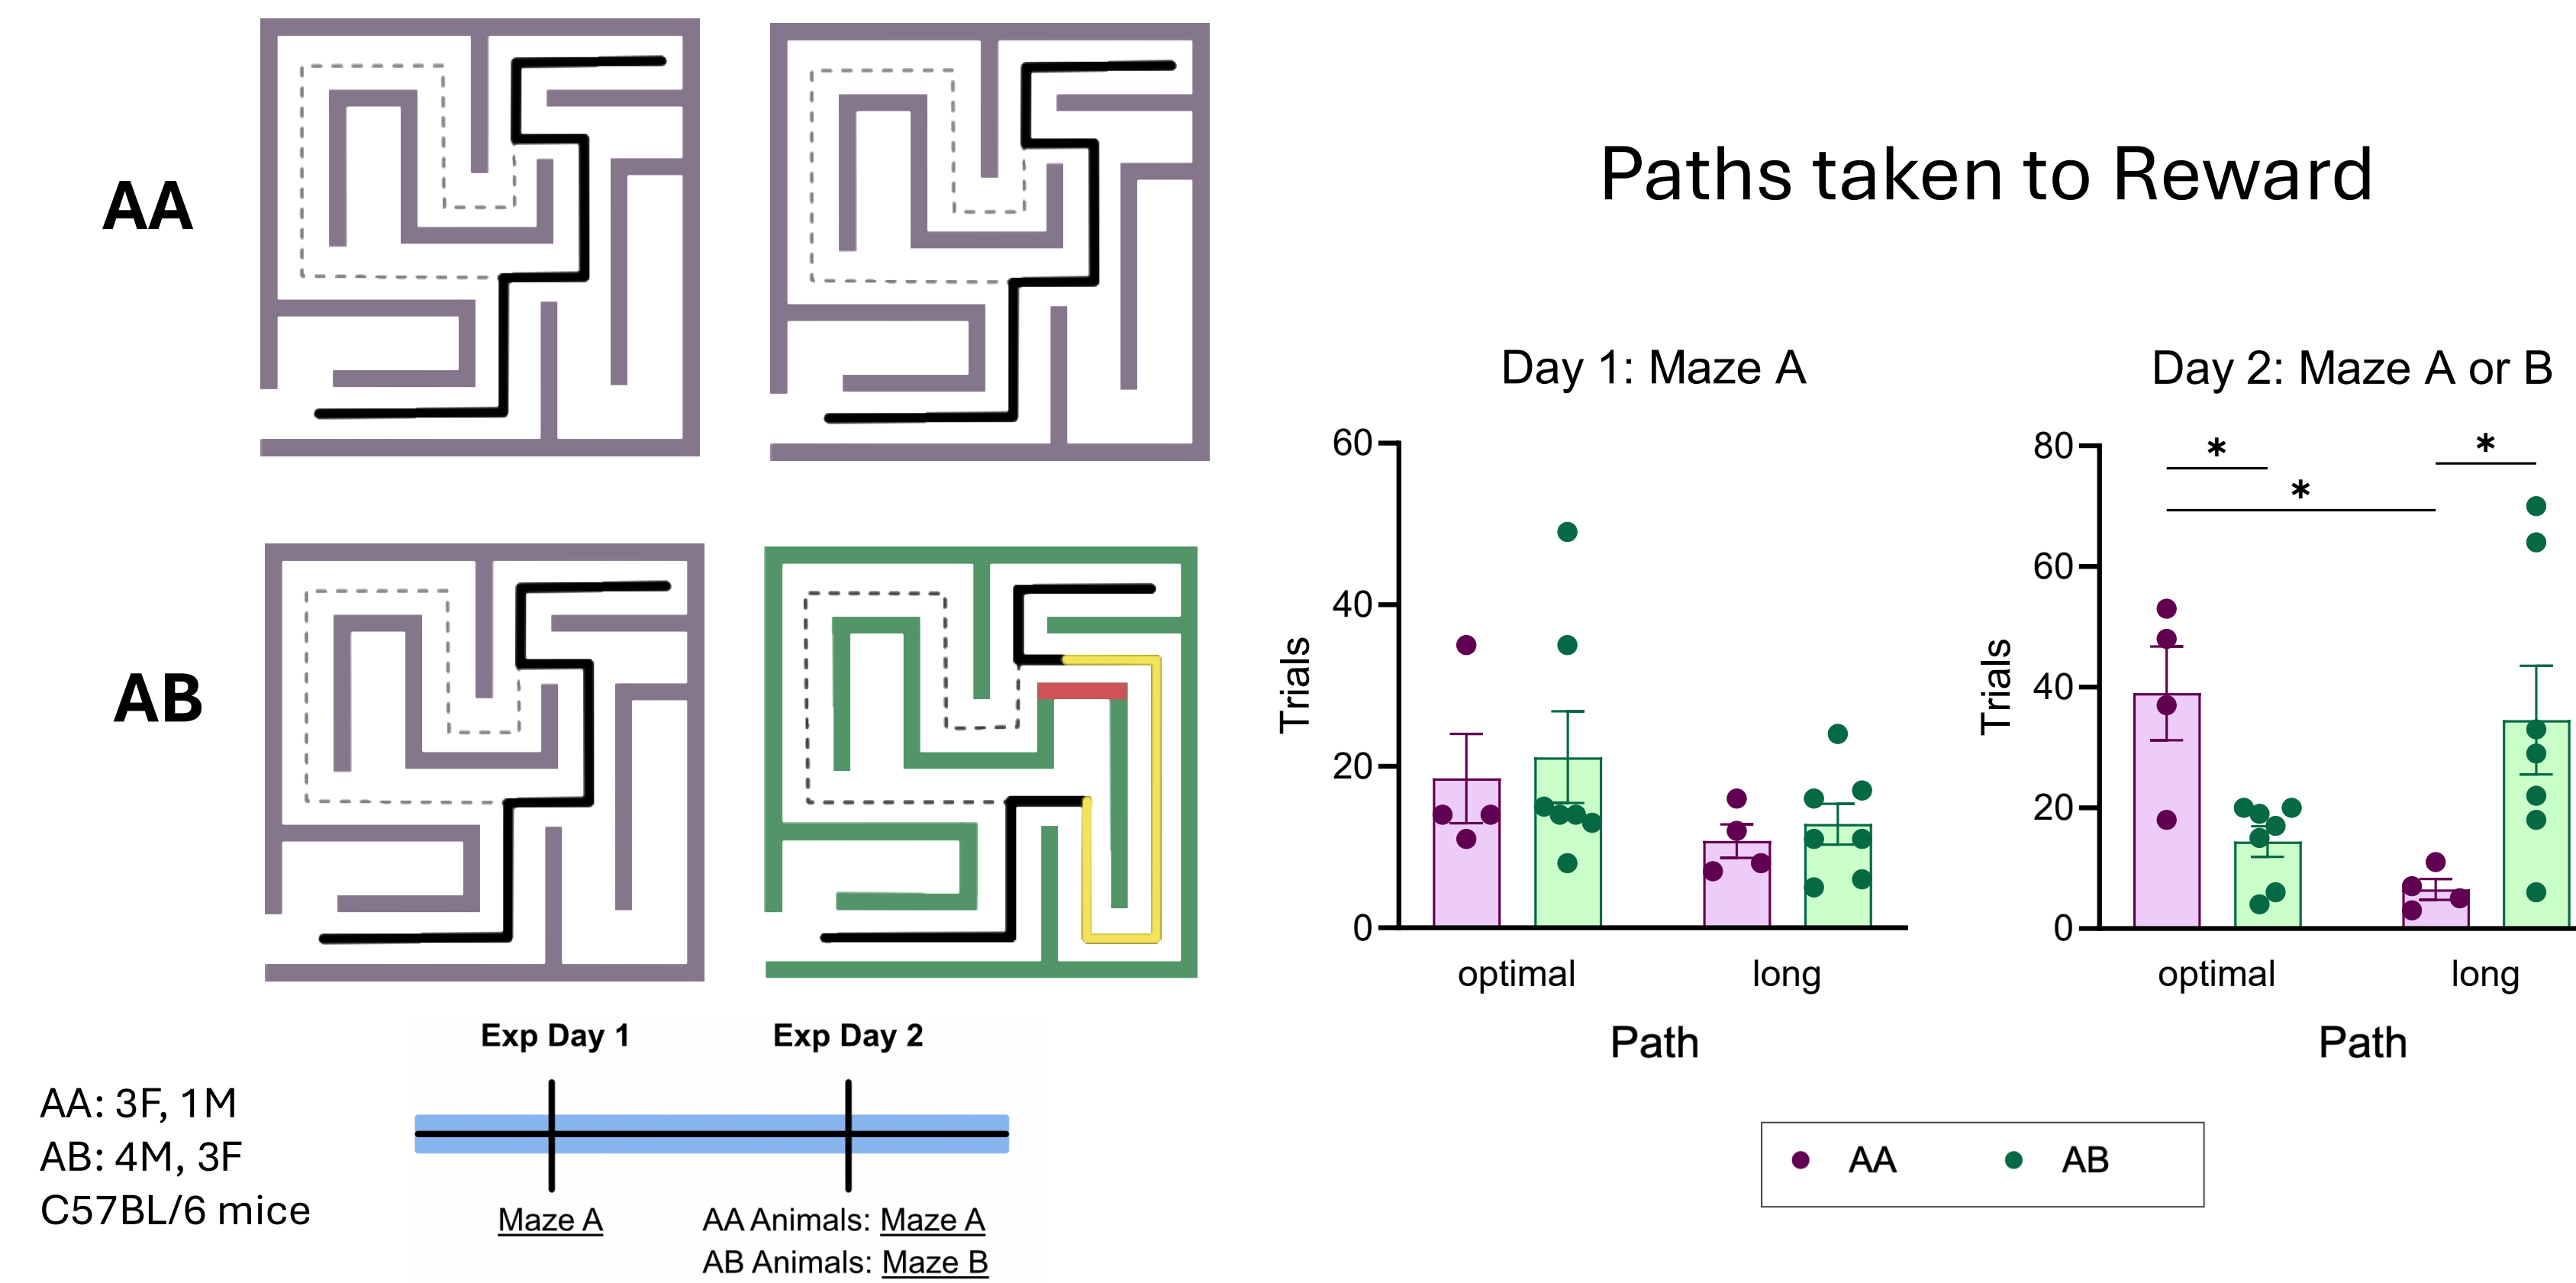 AA
AB
Exp Day 1
Exp Day 2
AA: 3F, 1M
AB: 4M, 3F
C57BL/6 mice
Maze A
AA Animals: Maze A
AB Animals: Maze B
Paths taken to Reward
Day 1: Maze A
60
40
20
0
Trials
optimal
long
Path
Day 2: Maze A or B
80
60
40
20
0
Trials
*
*
*
optimal
long
Path
AA
AB